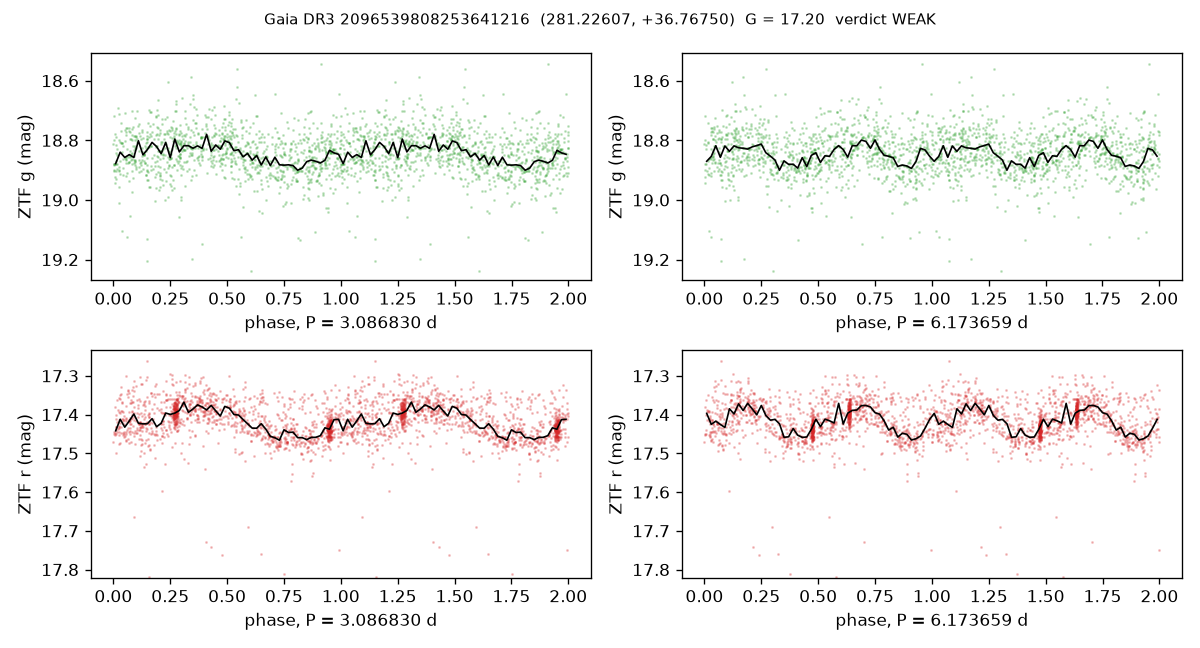 Gaia DR3 2096539808253641216 (281.22607, +36.76750) G = 17.20 verdict WEAK
ZTF g (mag)
18.6
18.8
19.0
19.2
0.00 0.25 0.50 0.75 1.00 1.25 1.50 1.75 2.00
phase, P = 3.086830 d
ZTF g (mag)
18.6
18.8
19.0
19.2
0.00 0.25 0.50 0.75 1.00 1.25 1.50 1.75 2.00
phase, P = 6.173659 d
ZTF r (mag)
17.3
17.4
17.5
17.6
17.7
17.8
0.00 0.25 0.50 0.75 1.00 1.25 1.50 1.75 2.00
phase, P = 3.086830 d
ZTF r (mag)
17.3
17.4
17.5
17.6
17.7
17.8
0.00 0.25 0.50 0.75 1.00 1.25 1.50 1.75 2.00
phase, P = 6.173659 d